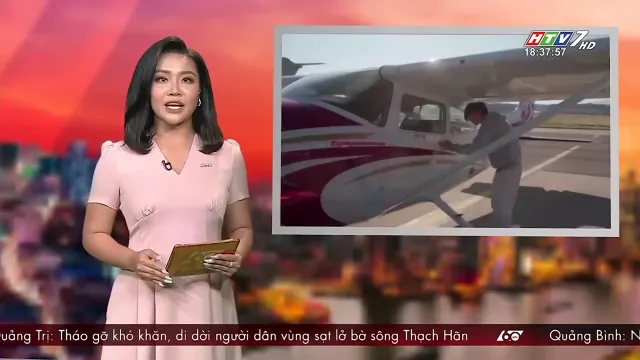 HTV7 HD
18:37:57
Quảng Trị: Tháo gỡ khó khăn, di dời người dân vùng sạt lở bờ sông Thạch Hãn 60 Quảng Bình: N